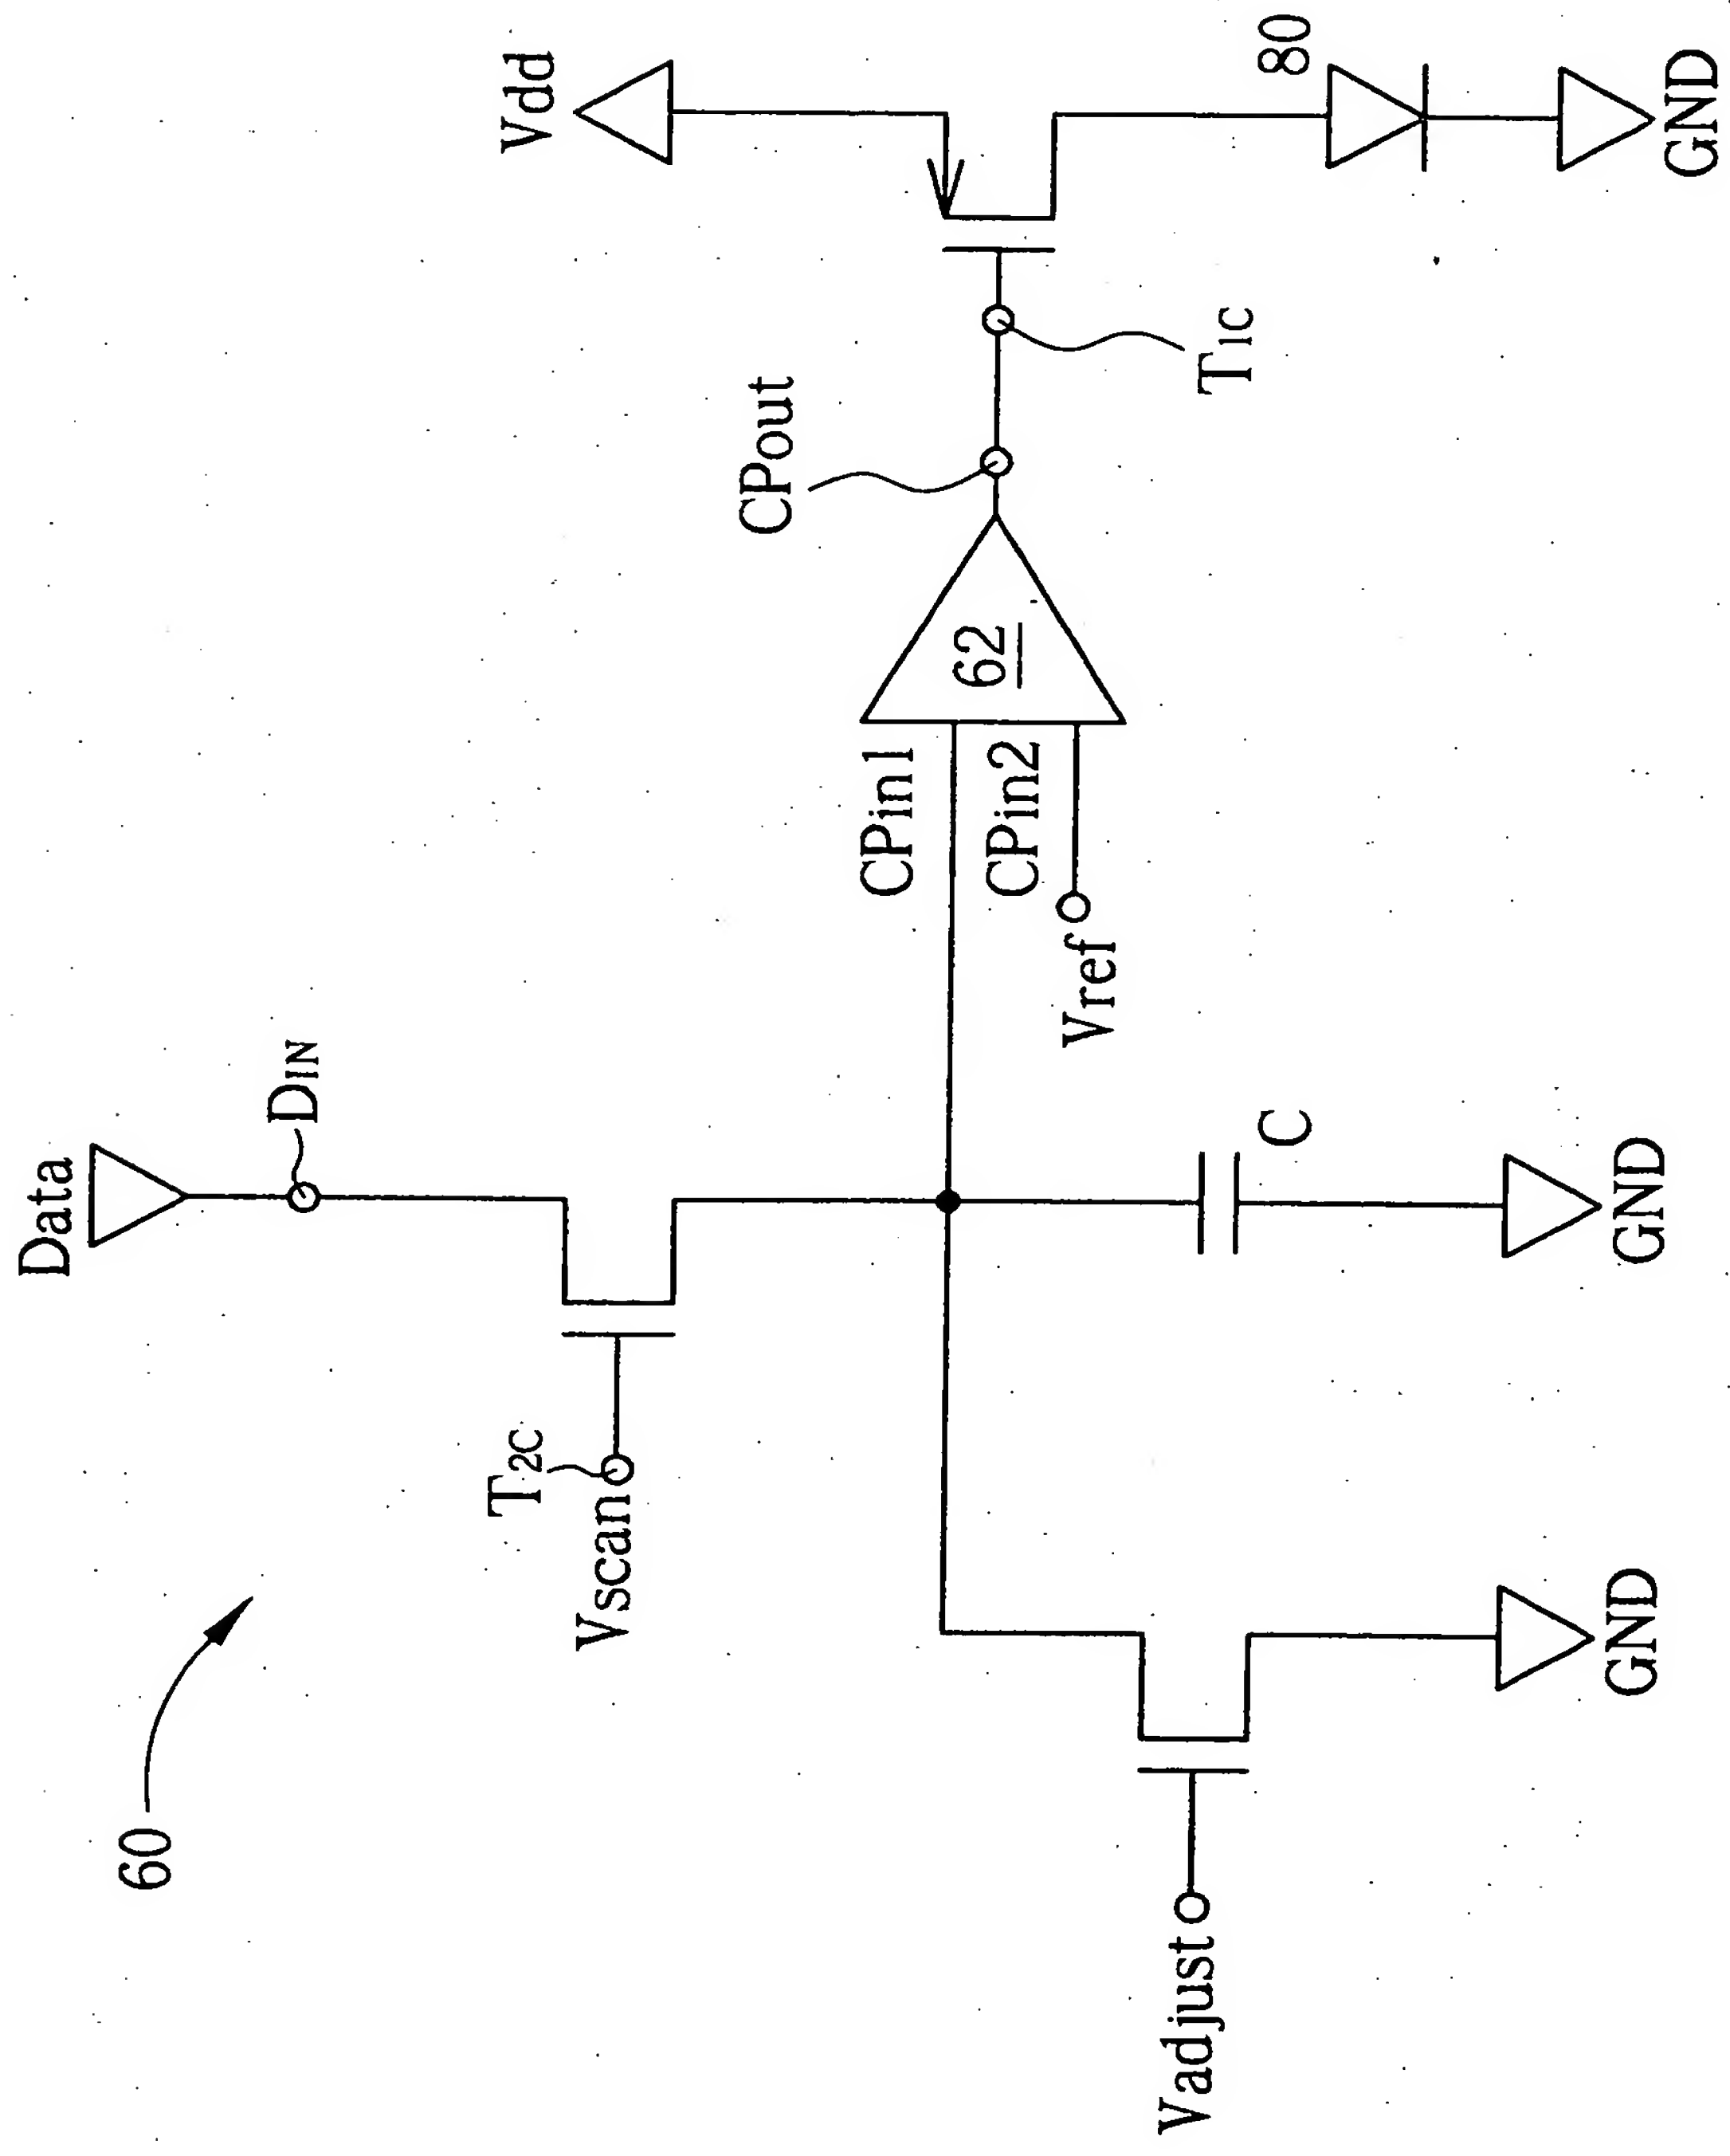 60
Data
DIN
T2C
Vscan
Vdd
CPout
CPin1
62
CPin2
Vref
T1C
80
C
Vadjust
GND
GND
GND